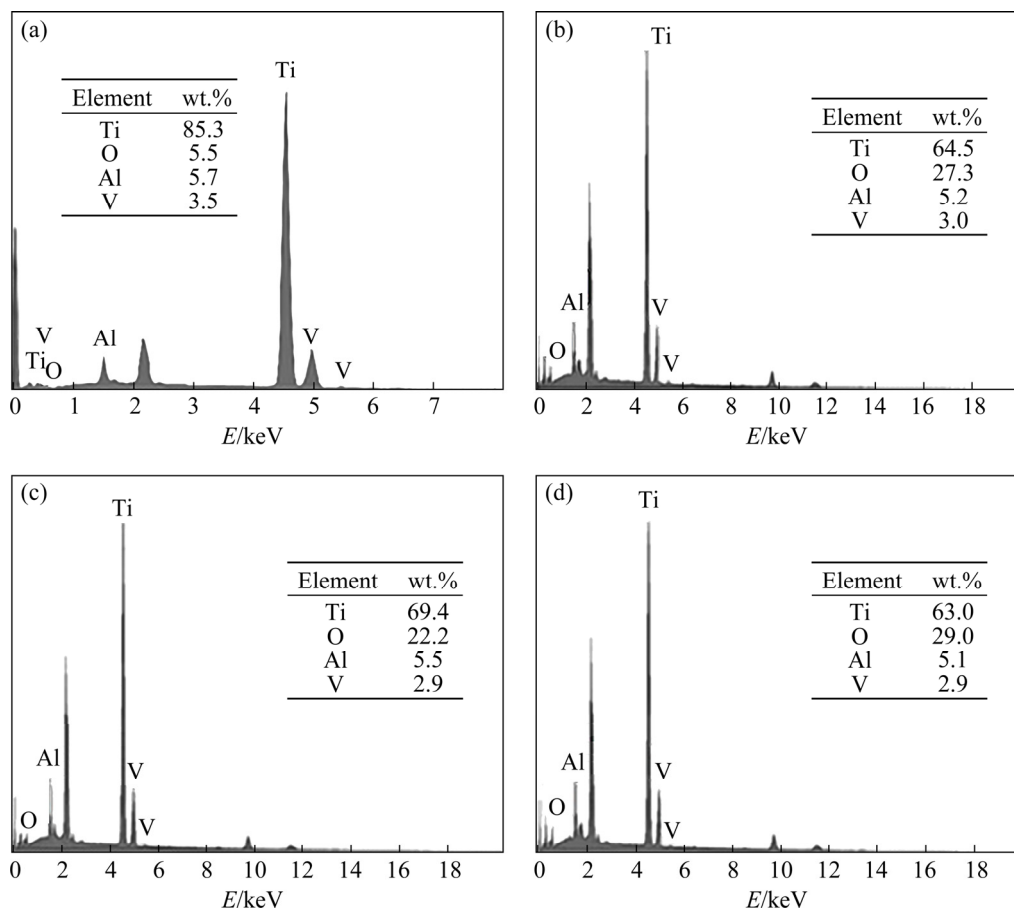 (a)
Ti
Element wt.%
Ti 85.3
O 5.5
Al 5.7
V 3.5
V
Ti
O
Al
V
V
0 1 2 3 4 5 6 7
E/keV
(b)
Ti
Element wt.%
Ti 64.5
O 27.3
Al 5.2
V 3.0
Al
V
O
V
0 2 4 6 8 10 12 14 16 18
E/keV
(c)
Ti
Element wt.%
Ti 69.4
O 22.2
Al 5.5
V 2.9
Al
V
O
V
0 2 4 6 8 10 12 14 16 18
E/keV
(d)
Ti
Element wt.%
Ti 63.0
O 29.0
Al 5.1
V 2.9
Al
V
O
V
0 2 4 6 8 10 12 14 16 18
E/keV